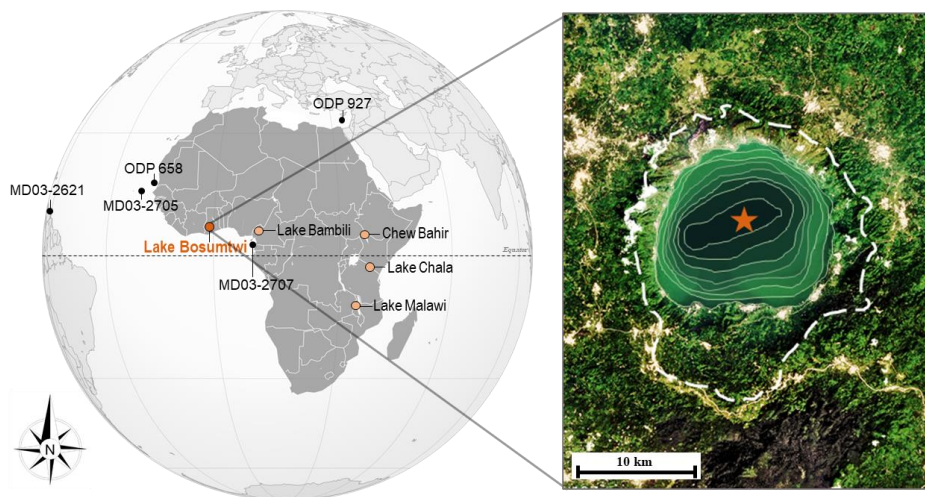 ODP 927
ODP 658
MD03-2621
MD03-2705
Lake Bambili
Chew Bahir
Lake Bosumtwi
Equator
Lake Chala
MD03-2707
Lake Malawi
N
10 km